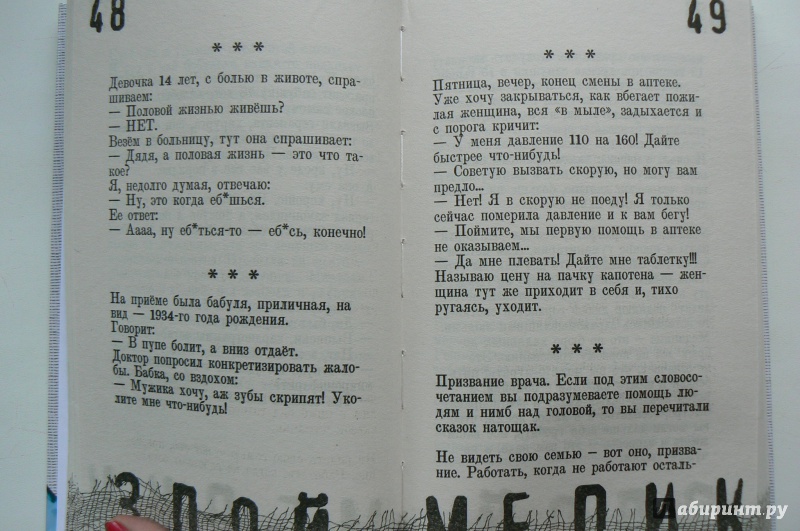 48
* * *
Девочка 14 лет, с болью в животе, спра-
шиваем:
— Половой жизнью живёшь?
— НЕТ.
Везём в больницу, тут она спрашивает:
— Дядя, а половая жизнь — это что та-
кое?
Я, недолго думая, отвечаю:
— Ну, это когда еб*шься.
Ее ответ:
— Аааа, ну еб*ться-то — еб*сь, конечно!
* * *
На приёме была бабуля, приличная, на
вид — 1934-го года рождения.
Говорит:
— В пупе болит, а вниз отдаёт.
Доктор попросил конкретизировать жало-
бы. Бабка, со вздохом:
— Мужика хочу, аж зубы скрипят! Уко-
лите мне что-нибудь!
ЗЛОЙ
49
* * *
Пятница, вечер, конец смены в аптеке.
Уже хочу закрываться, как вбегает пожи-
лая женщина, вся «в мыле», задыхается и
с порога кричит:
— У меня давление 110 на 160! Дайте
быстрее что-нибудь!
— Советую вызвать скорую, но могу вам
предло...
— Нет! Я в скорую не поеду! Я только
сейчас померила давление и к вам бегу!
— Поймите, мы первую помощь в аптеке
не оказываем...
— Да мне плевать! Дайте мне таблетку!!!
Называю цену на пачку капотена — жен-
щина тут же приходит в себя и, тихо
ругаясь, уходит.
* * *
Призвание врача. Если под этим словосо-
четанием вы подразумеваете помощь лю-
дям и нимб над головой, то вы перечитали
сказок натощак.
Не видеть свою семью — вот оно, призва-
ние. Работать, когда не работают осталь-
МЕДИК
Лабиринт.ру